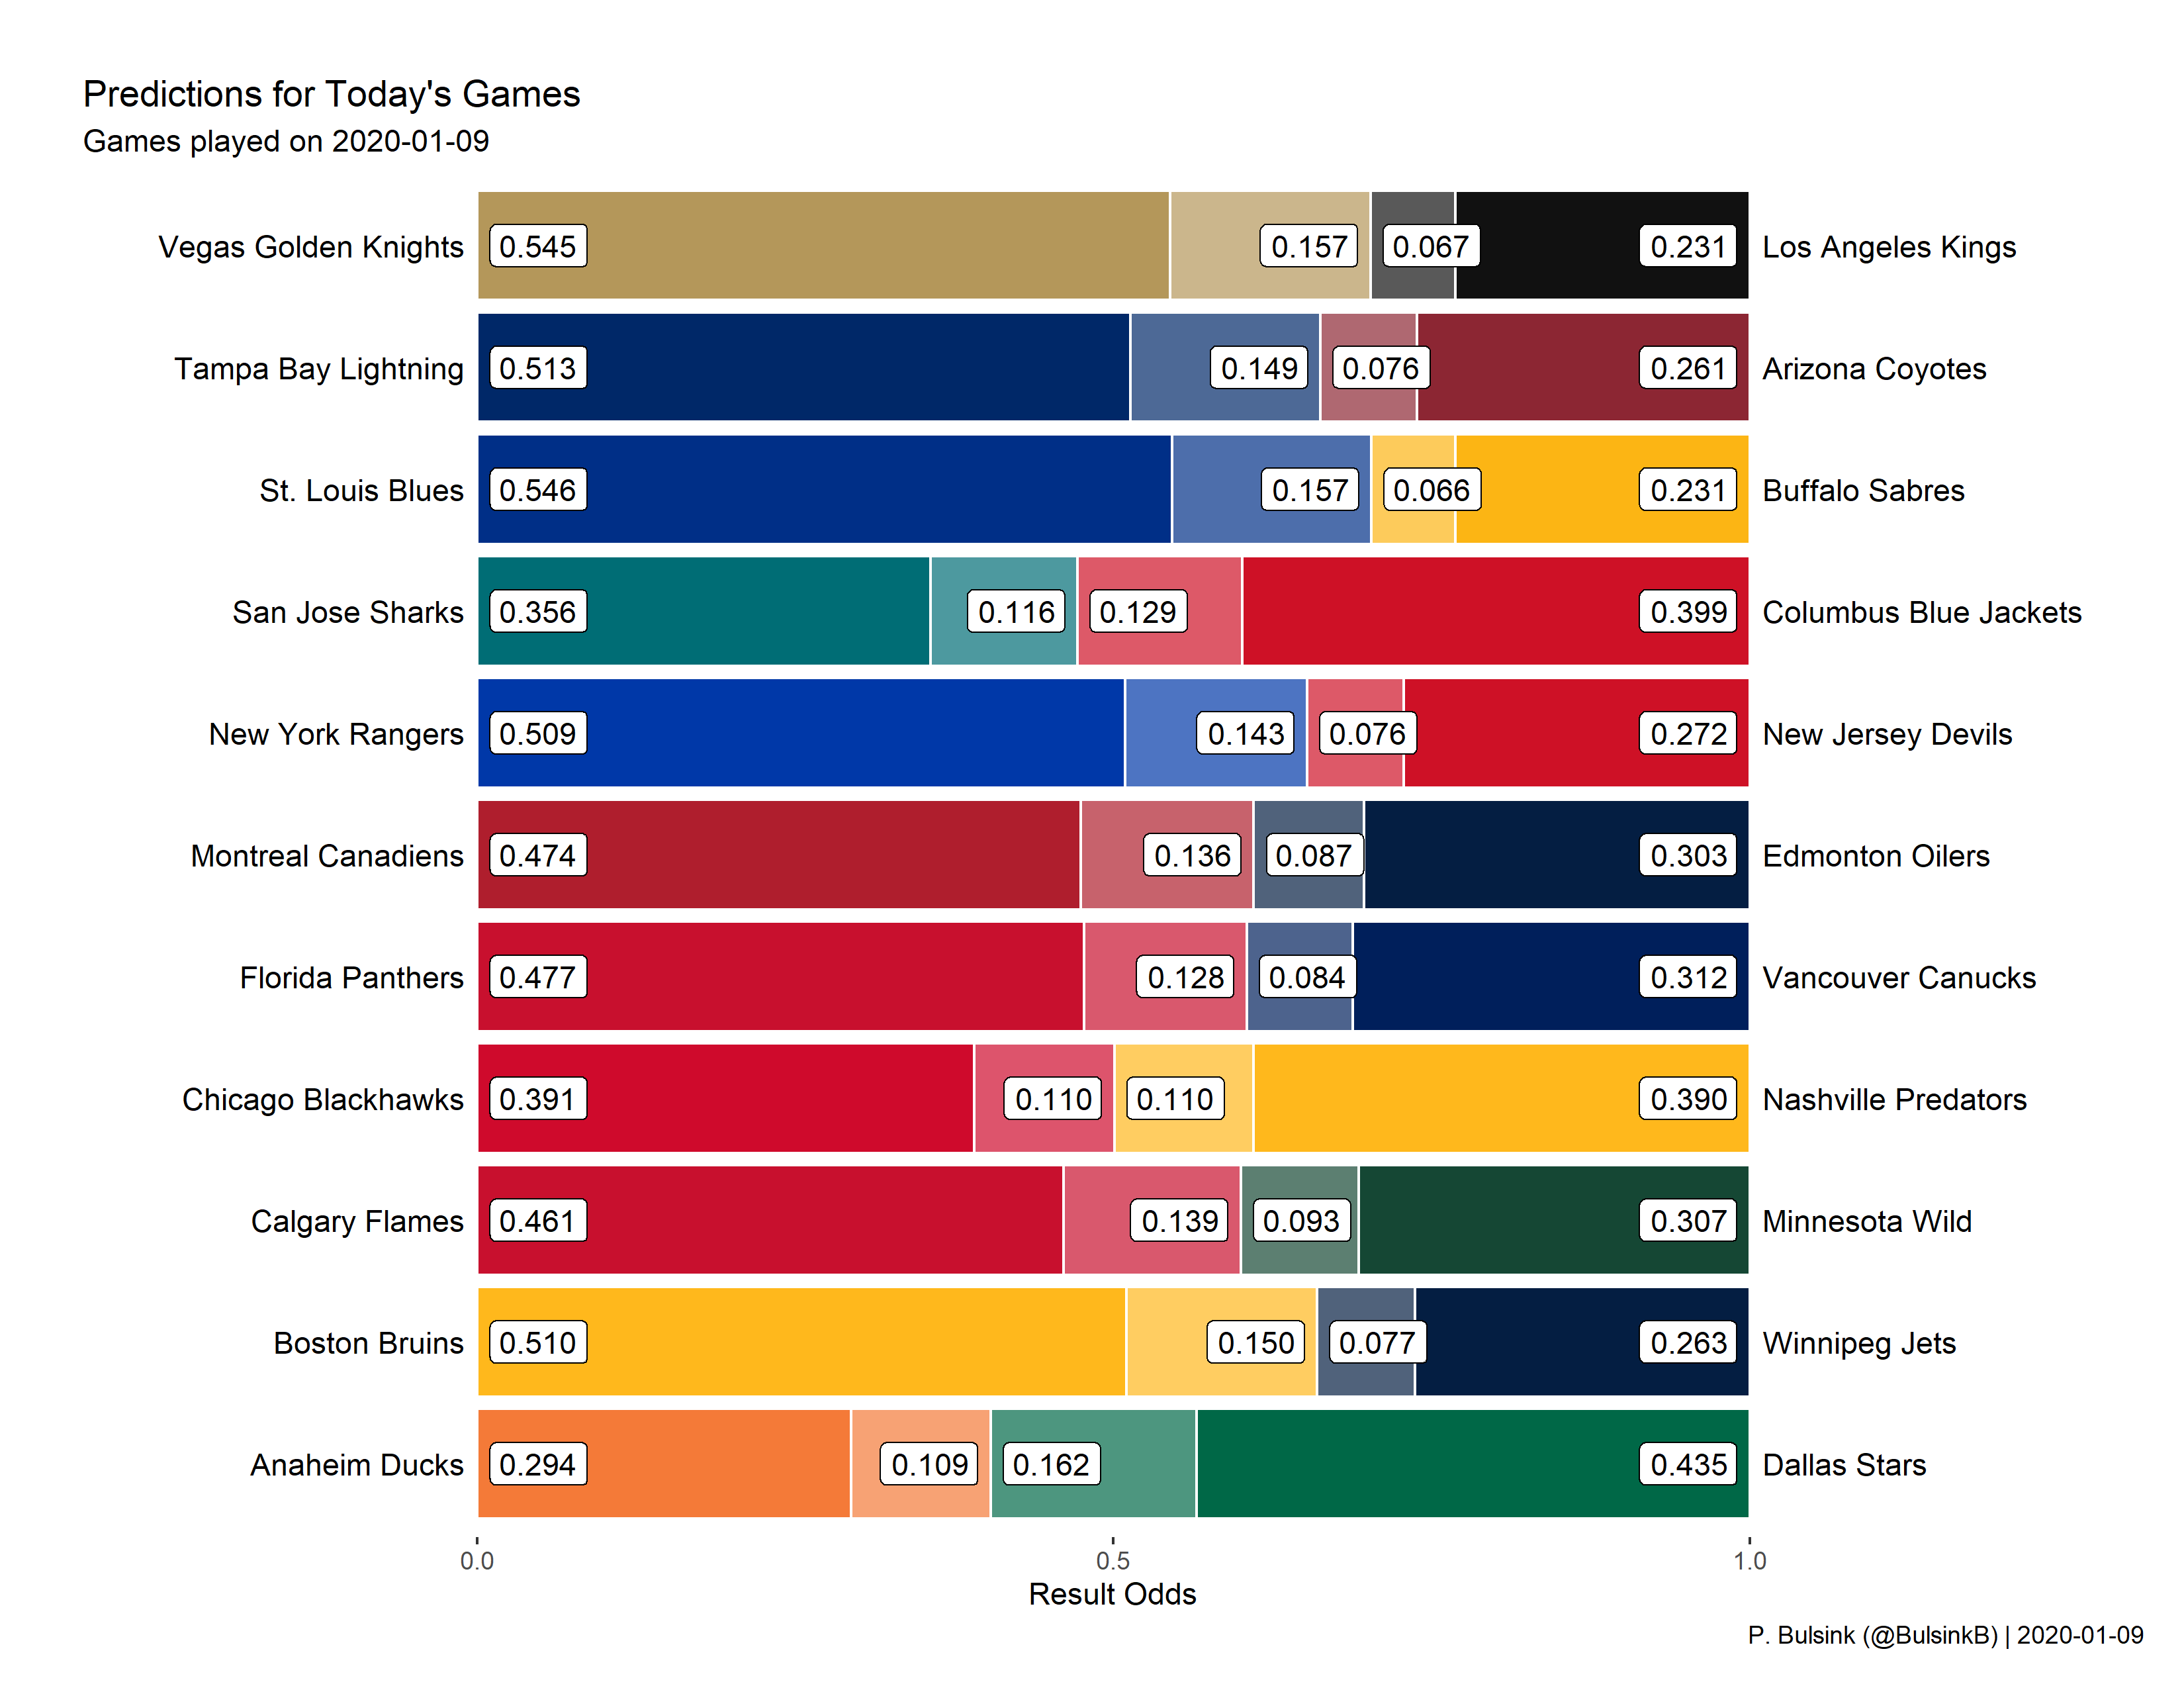 Predictions for Today's Games
Games played on 2020-01-09
Vegas Golden Knights 0.545 0.157 0.067 0.231 Los Angeles Kings
Tampa Bay Lightning 0.513 0.149 0.076 0.261 Arizona Coyotes
St. Louis Blues 0.546 0.157 0.066 0.231 Buffalo Sabres
San Jose Sharks 0.356 0.116 0.129 0.399 Columbus Blue Jackets
New York Rangers 0.509 0.143 0.076 0.272 New Jersey Devils
Montreal Canadiens 0.474 0.136 0.087 0.303 Edmonton Oilers
Florida Panthers 0.477 0.128 0.084 0.312 Vancouver Canucks
Chicago Blackhawks 0.391 0.110 0.110 0.390 Nashville Predators
Calgary Flames 0.461 0.139 0.093 0.307 Minnesota Wild
Boston Bruins 0.510 0.150 0.077 0.263 Winnipeg Jets
Anaheim Ducks 0.294 0.109 0.162 0.435 Dallas Stars
0.0 0.5 1.0
Result Odds
P. Bulsink (@BulsinkB) | 2020-01-09